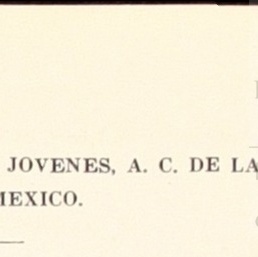 JOVENES, A. C. DE LA
MEXICO.